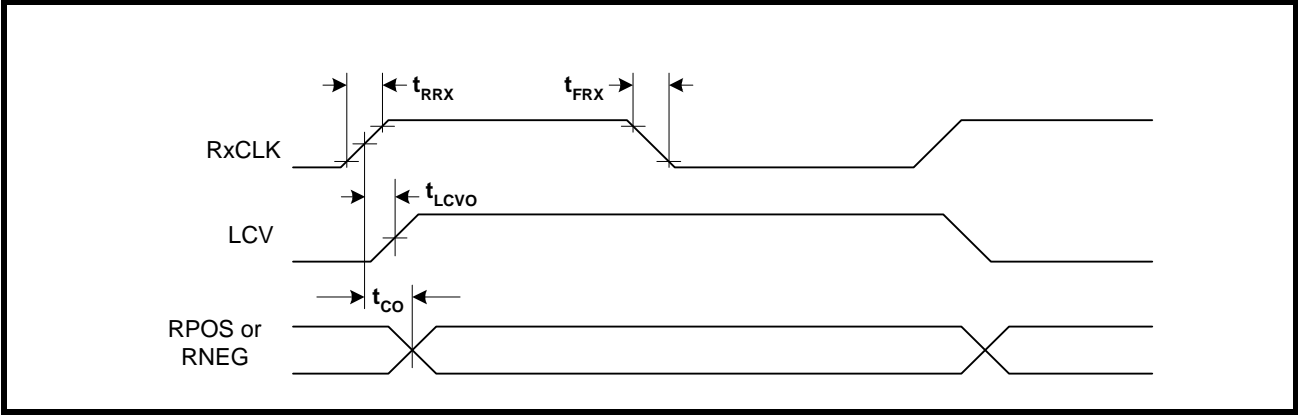 tRRX
tFRX
RxCLK
tLCVO
LCV
tCO
RPOS or
RNEG